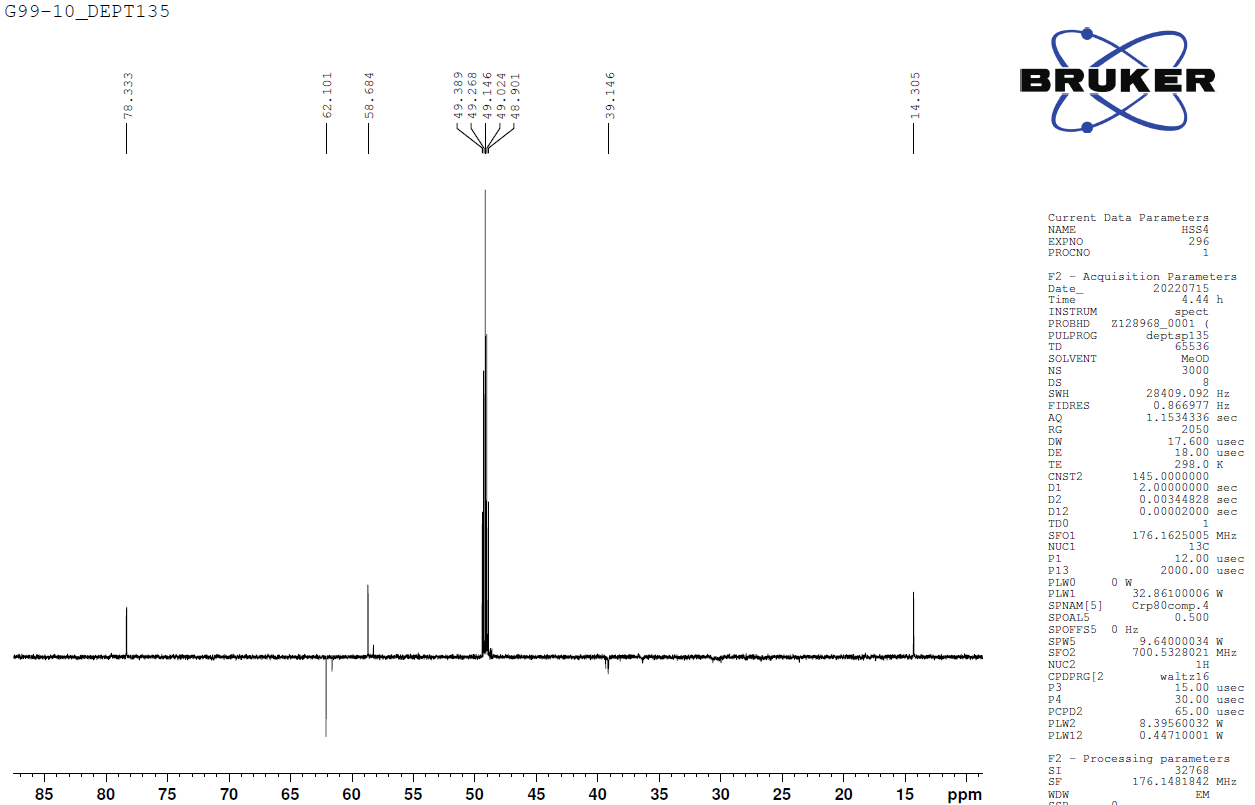 G99-10_DEPT135
78.333
62.101
58.684
49.389
49.268
49.146
49.024
48.901
39.146
14.305
BRUKER
Current Data Parameters
NAME HSS4
EXPNO 296
PROCNO 1
F2 - Acquisition Parameters
Date_ 20220715
Time 4.44 h
INSTRUM spect
PROBHD Z128968_0001 (
PULPROG deptsp135
TD 65536
SOLVENT MeOD
NS 3000
DS 8
SWH 28409.092 Hz
FIDRES 0.866977 Hz
AQ 1.1534336 sec
RG 2050
DW 17.600 usec
DE 18.00 usec
TE 298.0 K
CNST2 145.0000000
D1 2.00000000 sec
D2 0.00344828 sec
D12 0.00002000 sec
TD0 1
SFO1 176.1625005 MHz
NUC1 13C
P1 12.00 usec
P13 2000.00 usec
PLW0 0 W
PLW1 32.86100006 W
SPNAM[5] Crp80comp.4
SPOAL5 0.500
SPOFFS5 0 Hz
SPW5 9.64000034 W
SFO2 700.5328021 MHz
NUC2 1H
CPDPRG[2 waltz16
P3 15.00 usec
P4 30.00 usec
PCPD2 65.00 usec
PLW2 8.39560032 W
PLW12 0.44710001 W
F2 - Processing parameters
SI 32768
SF 176.1481842 MHz
WDW EM
85 80 75 70 65 60 55 50 45 40 35 30 25 20 15 ppm